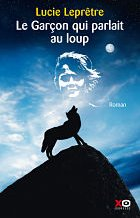 Lucie Leprêtre
Le Garçon qui parlait
au loup
Roman
XO